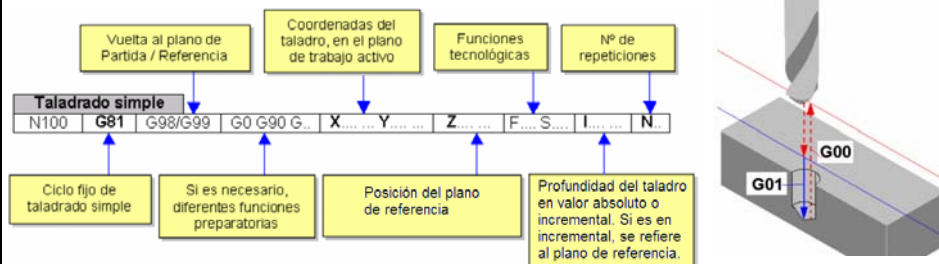 Vuelta al plano de
Partida / Referencia
Coordenadas del
taladro, en el plano
de trabajo activo
Funciones
tecnológicas
Nº de
repeticiones
Taladrado simple
N100 G81 G98/G99 G0 G90 G.. X.... ... Y.... ... Z.... ... F.... S.... I.... ... N..
Ciclo fijo de
taladrado simple
Si es necesario,
diferentes funciones
preparatorias
Posición del plano
de referencia
Profundidad del taladro
en valor absoluto o
incremental. Si es en
incremental, se refiere
al plano de referencia.
G00
G01